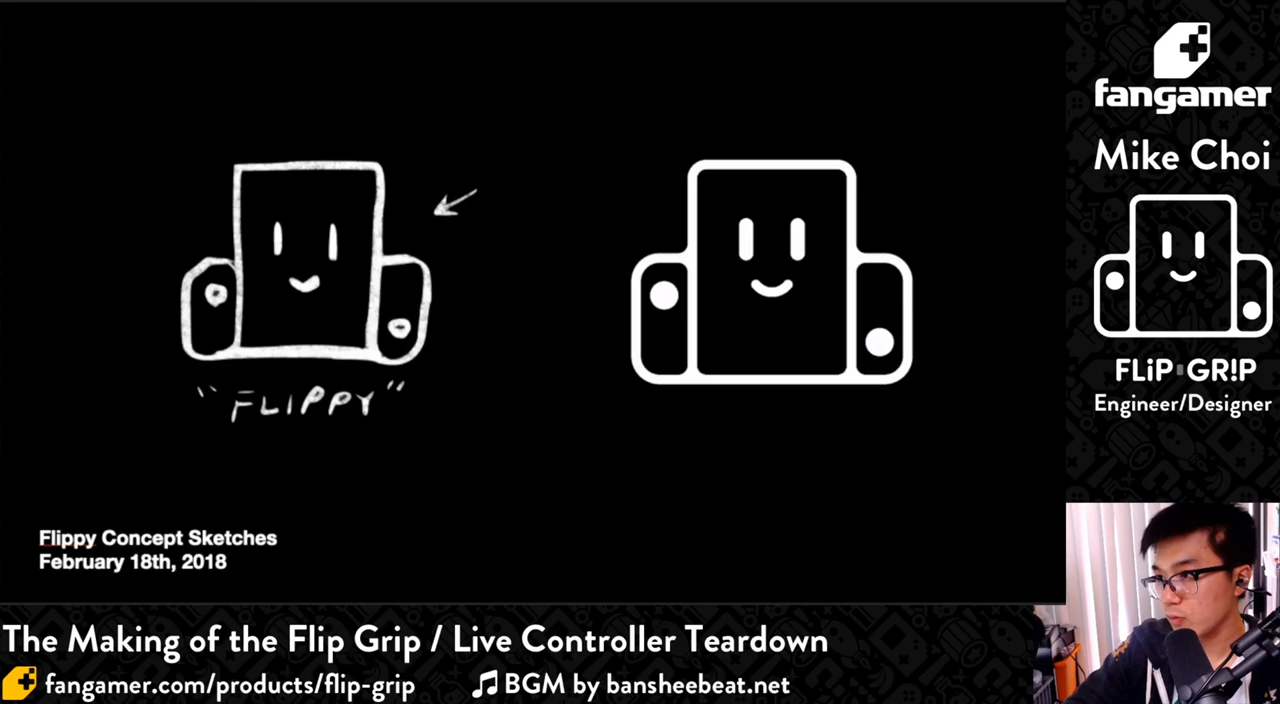 "FLIPPY"
Flippy Concept Sketches
February 18th, 2018
fangamer
Mike Choi
FLiP GR!P
Engineer/Designer
The Making of the Flip Grip / Live Controller Teardown
fangamer.com/products/flip-grip
BGM by bansheebeat.net